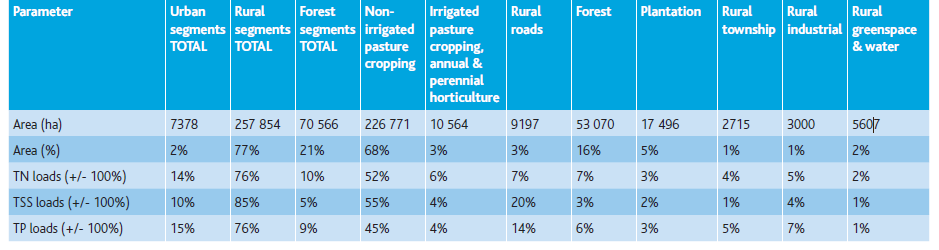 Parameter Urban segments TOTAL Rural segments TOTAL Forest segments TOTAL Non-irrigated pasture cropping Irrigated pasture cropping, annual & perennial horticulture Rural roads Forest Plantation Rural township Rural industrial Rural greenspace & water
Area (ha) 7378 257 854 70 566 226 771 10 564 9197 53 070 17 496 2715 3000 5607
Area (%) 2% 77% 21% 68% 3% 3% 16% 5% 1% 1% 2%
TN loads (+/- 100%) 14% 76% 10% 52% 6% 7% 7% 3% 4% 5% 2%
TSS loads (+/- 100%) 10% 85% 5% 55% 4% 20% 3% 2% 1% 4% 1%
TP loads (+/- 100%) 15% 76% 9% 45% 4% 14% 6% 3% 5% 7% 1%